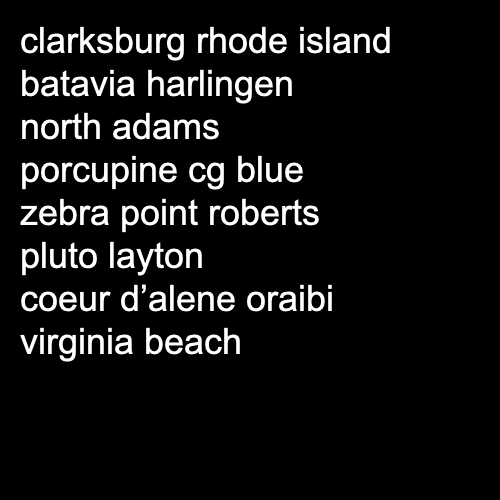 clarksburg rhode island
batavia harlingen
north adams
porcupine cg blue
zebra point roberts
pluto layton
coeur d’alene oraibi
virginia beach